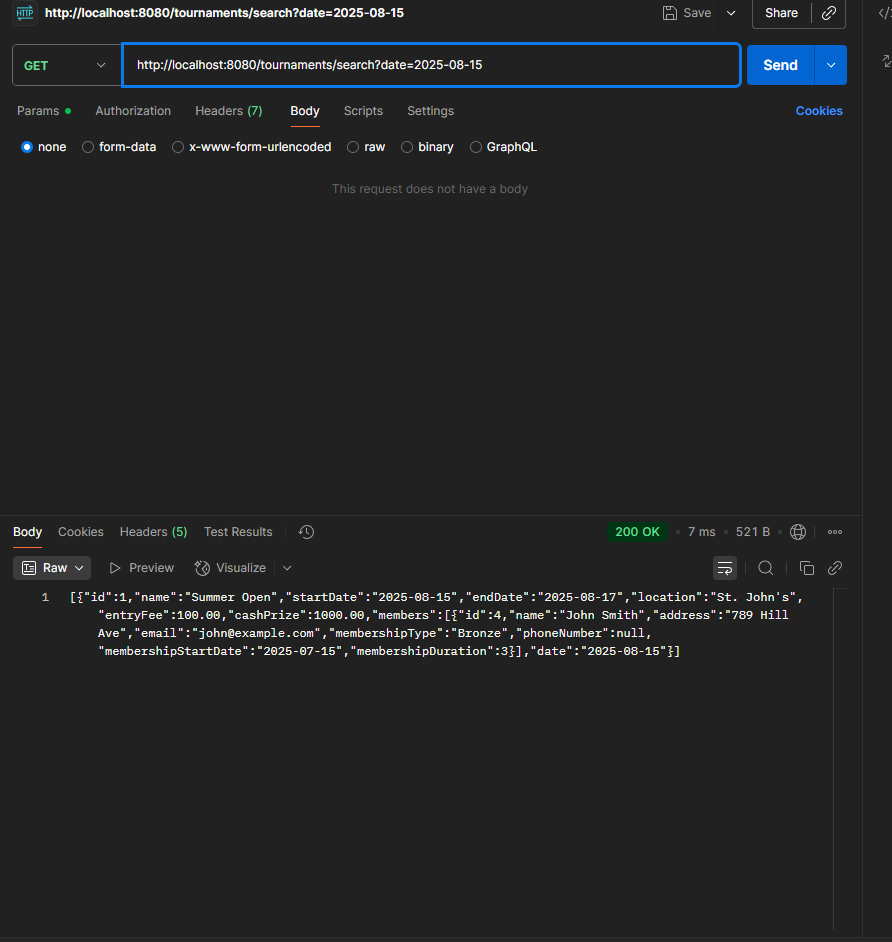 HTTP http://localhost:8080/tournaments/search?date=2025-08-15 Save Share
GET http://localhost:8080/tournaments/search?date=2025-08-15 Send
Params Authorization Headers (7) Body Scripts Settings Cookies
none form-data x-www-form-urlencoded raw binary GraphQL
This request does not have a body
Body Cookies Headers (5) Test Results 200 OK 7 ms 521 B
Raw Preview Visualize
1 [{"id":1,"name":"Summer Open","startDate":"2025-08-15","endDate":"2025-08-17","location":"St. John's",
"entryFee":100.00,"cashPrize":1000.00,"members":[{"id":4,"name":"John Smith","address":"789 Hill
Ave","email":"john@example.com","membershipType":"Bronze","phoneNumber":null,
"membershipStartDate":"2025-07-15","membershipDuration":3}],"date":"2025-08-15"}]